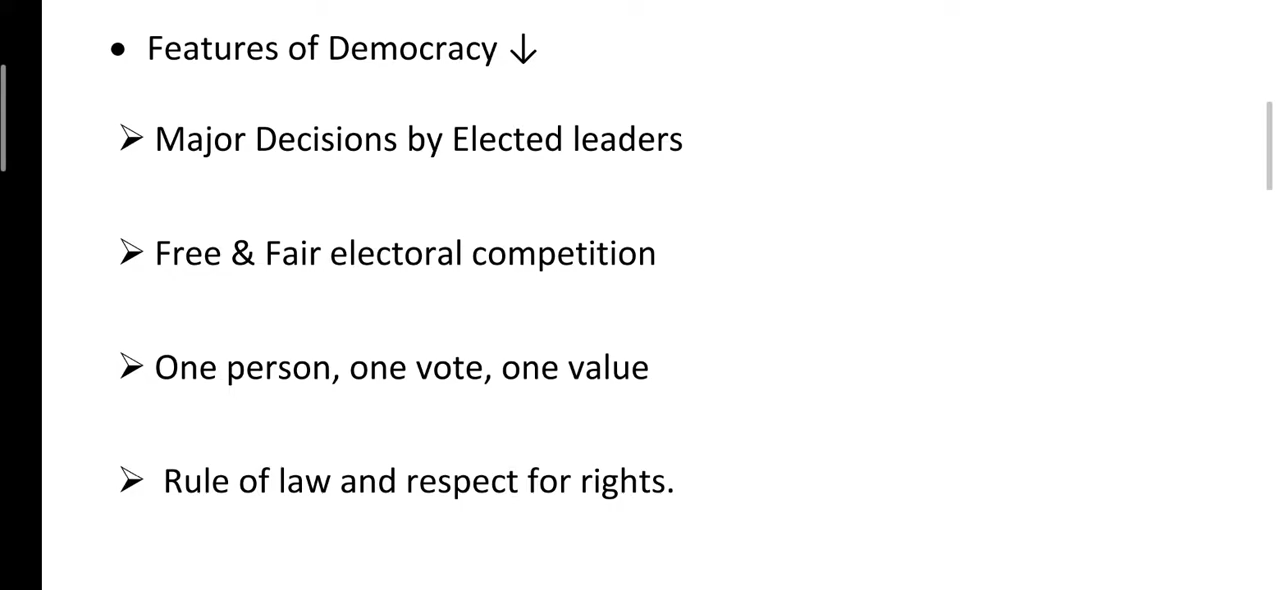 • Features of Democracy ↓
➢ Major Decisions by Elected leaders
➢ Free & Fair electoral competition
➢ One person, one vote, one value
➢ Rule of law and respect for rights.